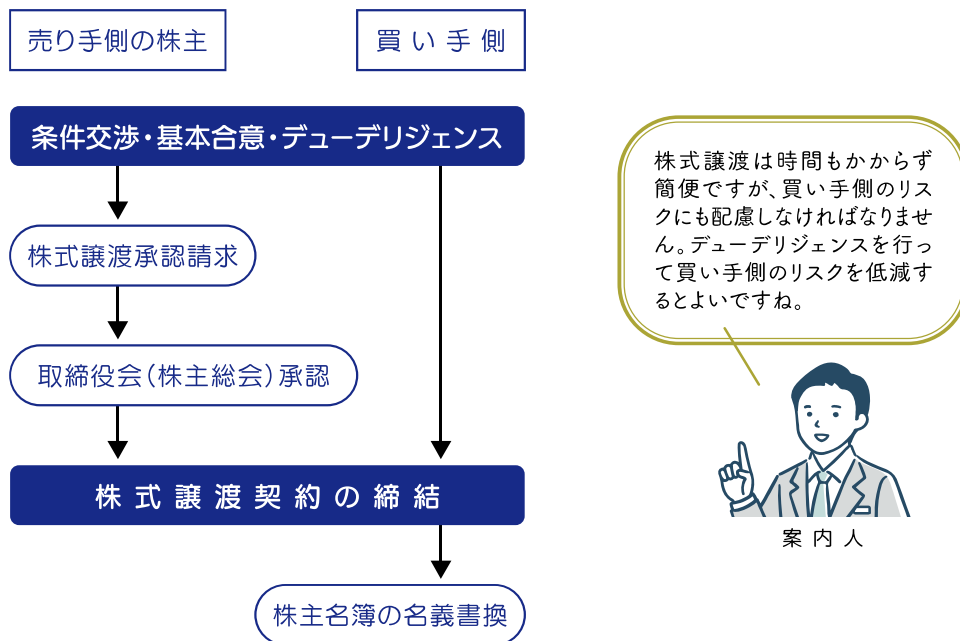 売り手側の株主
買い手側
条件交渉・基本合意・デューデリジェンス
株式譲渡承認請求
取締役会(株主総会)承認
株式譲渡契約の締結
株主名簿の名義書換
株式譲渡は時間もかからず
簡便ですが、買い手側のリス
クにも配慮しなければなりませ
ん。デューデリジェンスを行っ
て買い手側のリスクを低減す
るとよいですね。
案内人